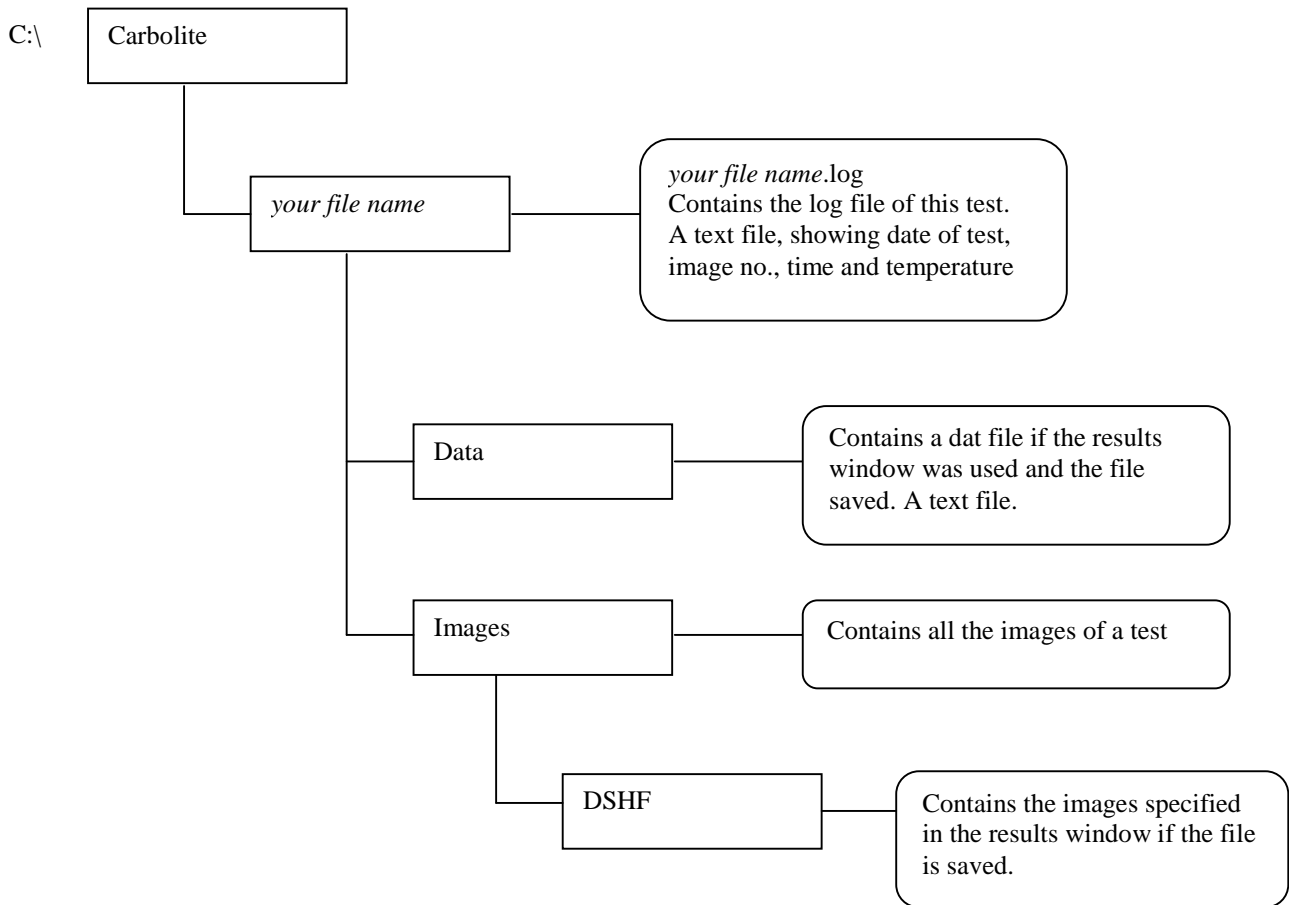 C:\
Carbolite
your file name
your file name.log
Contains the log file of this test.
A text file, showing date of test,
image no., time and temperature
Data
Contains a dat file if the results
window was used and the file
saved. A text file.
Images
Contains all the images of a test
DSHF
Contains the images specified
in the results window if the file
is saved.